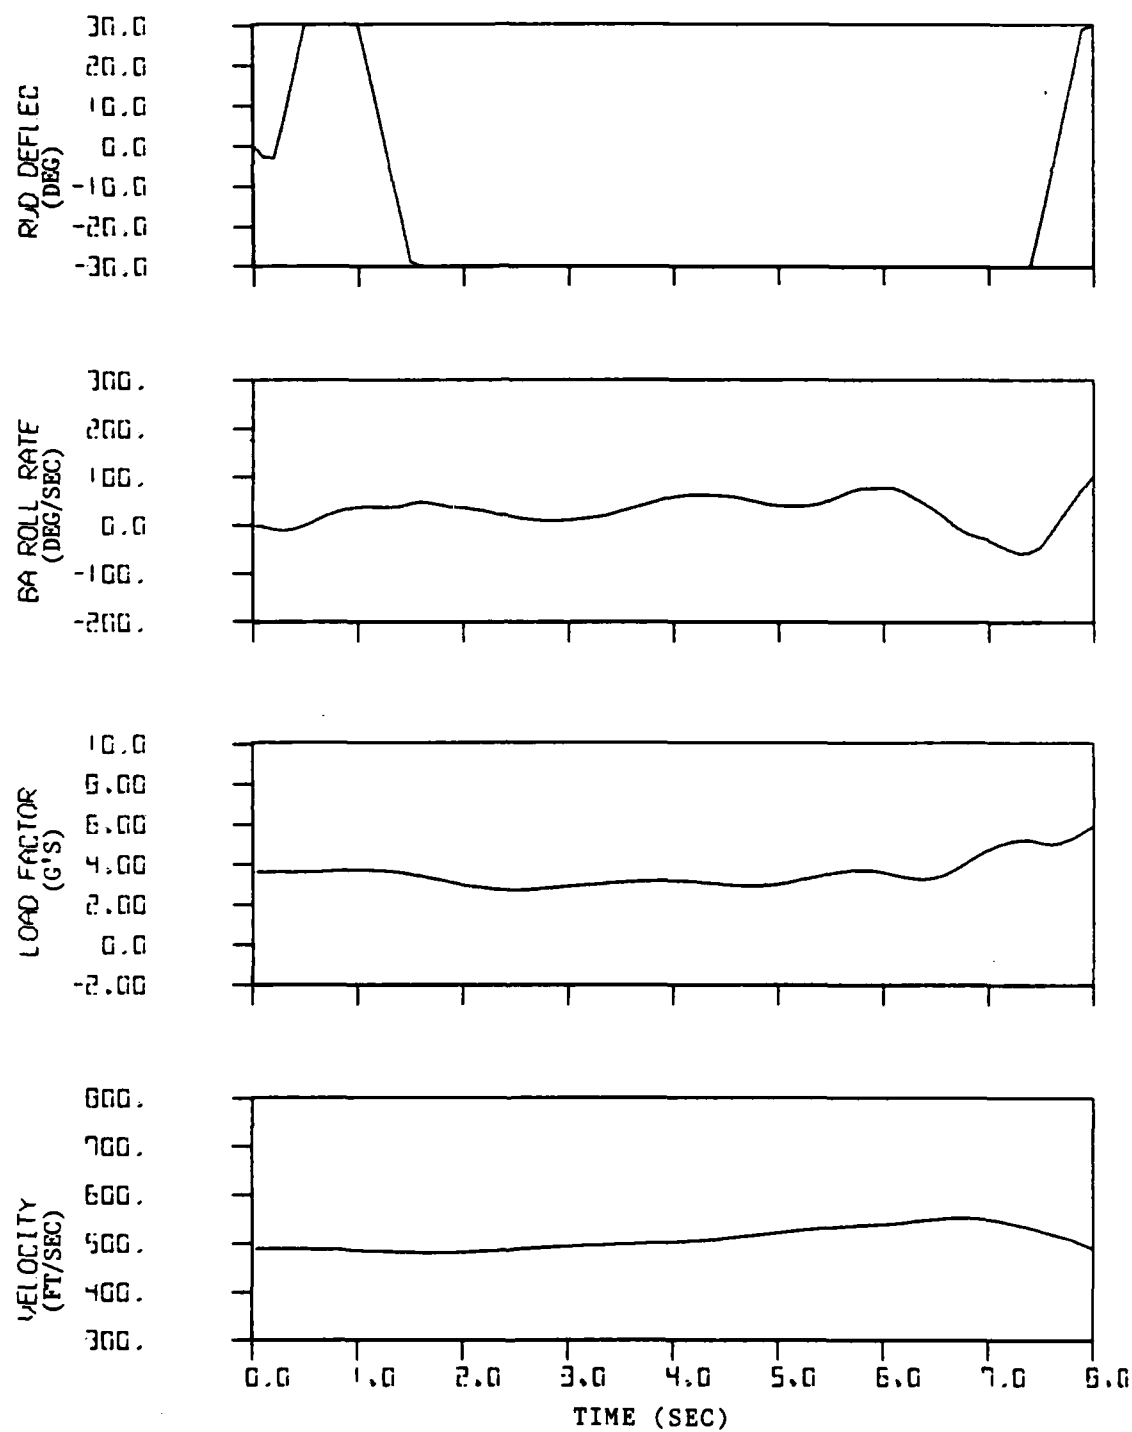 RUD DEFLEC
(DEG)
30.0
20.0
10.0
0.0
-10.0
-20.0
-30.0
BA ROLL RATE
(DEG/SEC)
300.
200.
100.
0.0
-100.
-200.
LOAD FACTOR
(G'S)
10.0
8.00
6.00
4.00
2.00
0.0
-2.00
VELOCITY
(FT/SEC)
800.
700.
600.
500.
400.
300.
0.0 1.0 2.0 3.0 4.0 5.0 6.0 7.0 8.0
TIME (SEC)